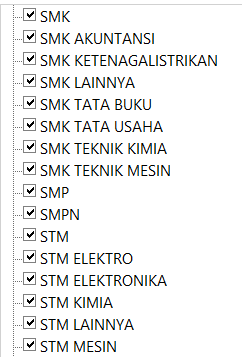 SMK
SMK AKUNTANSI
SMK KETENAGALISTRIKAN
SMK LAINNYA
SMK TATA BUKU
SMK TATA USAHA
SMK TEKNIK KIMIA
SMK TEKNIK MESIN
SMP
SMPN
STM
STM ELEKTRO
STM ELEKTRONIKA
STM KIMIA
STM LAINNYA
STM MESIN